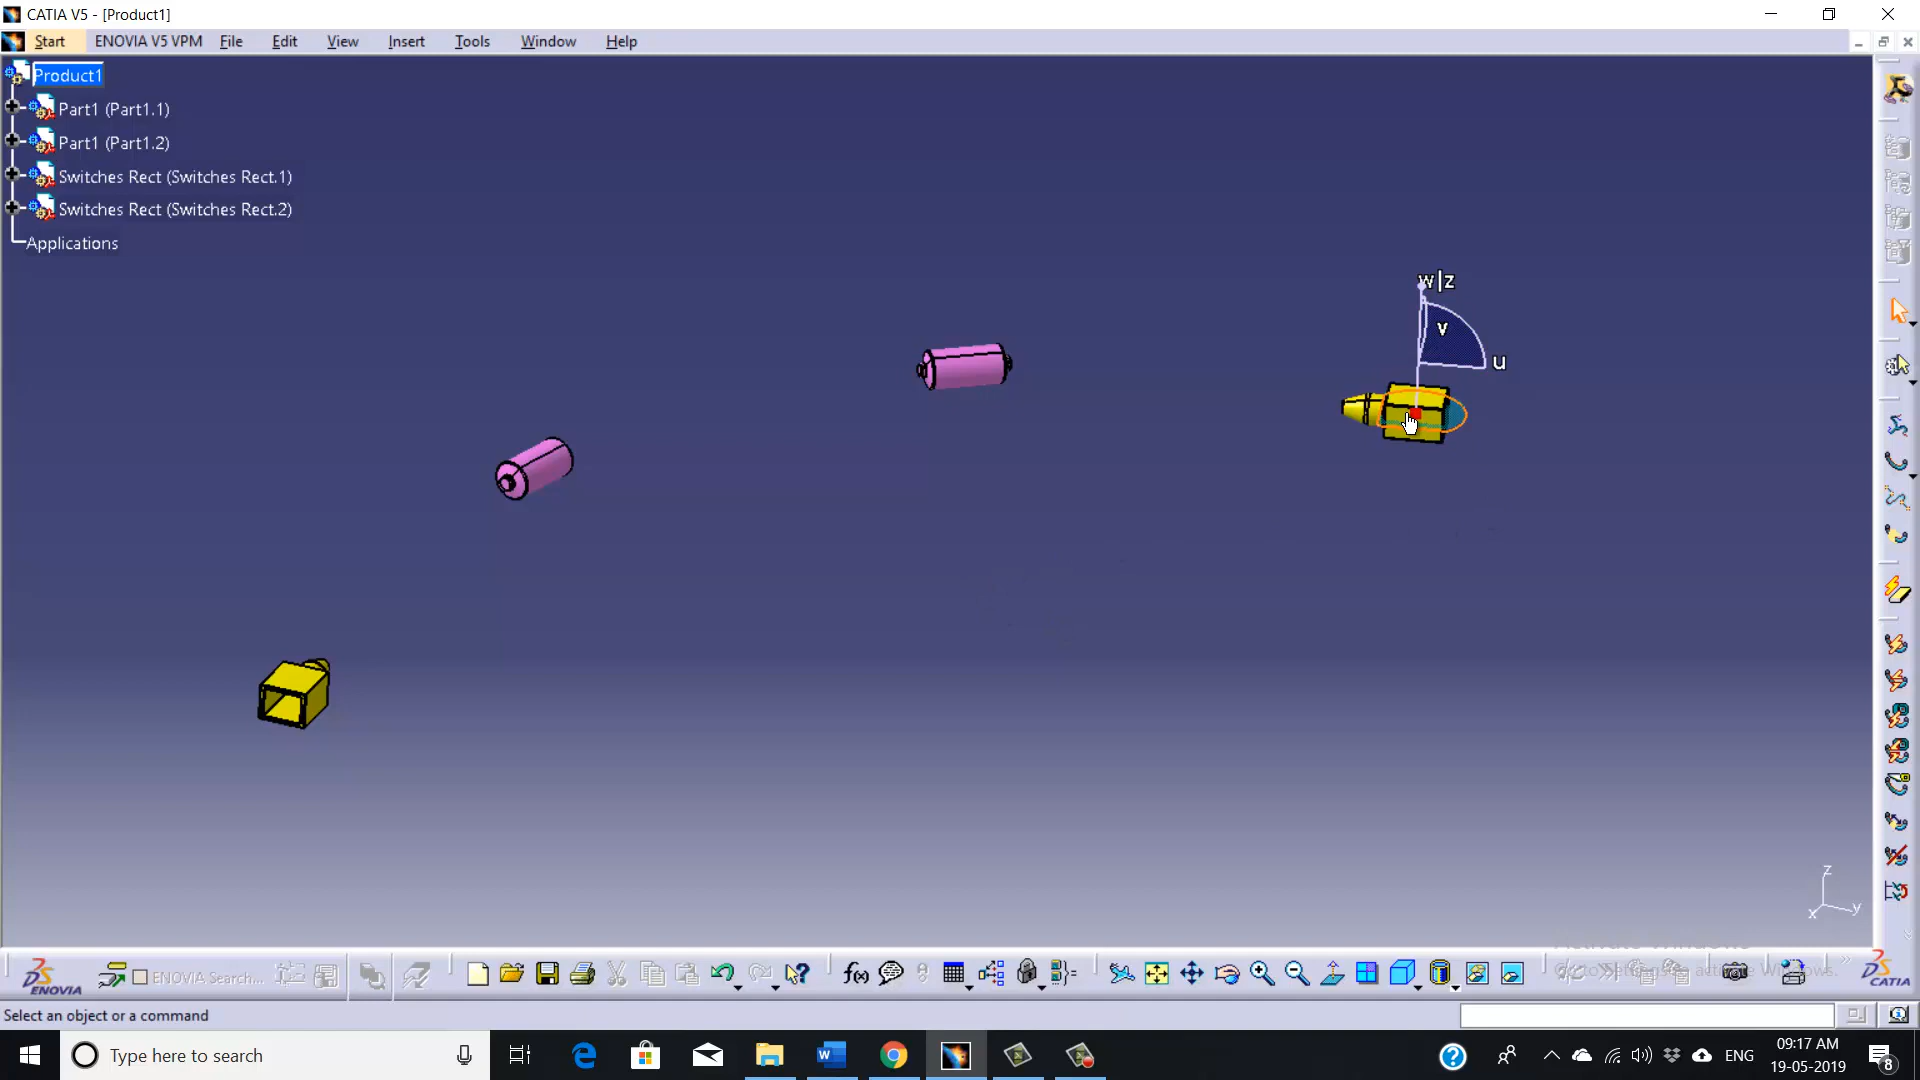 CATIA V5 - [Product1]
Start ENOVIA V5 VPM File Edit View Insert Tools Window Help
Product1
Part1 (Part1.1)
Part1 (Part1.2)
Switches Rect (Switches Rect.1)
Switches Rect (Switches Rect.2)
Applications
w|z
v
u
z
x y
ENOVIA
ENOVIA Search...
f(x)
CATIA
Select an object or a command
Type here to search
ENG
09:17 AM
19-05-2019
8